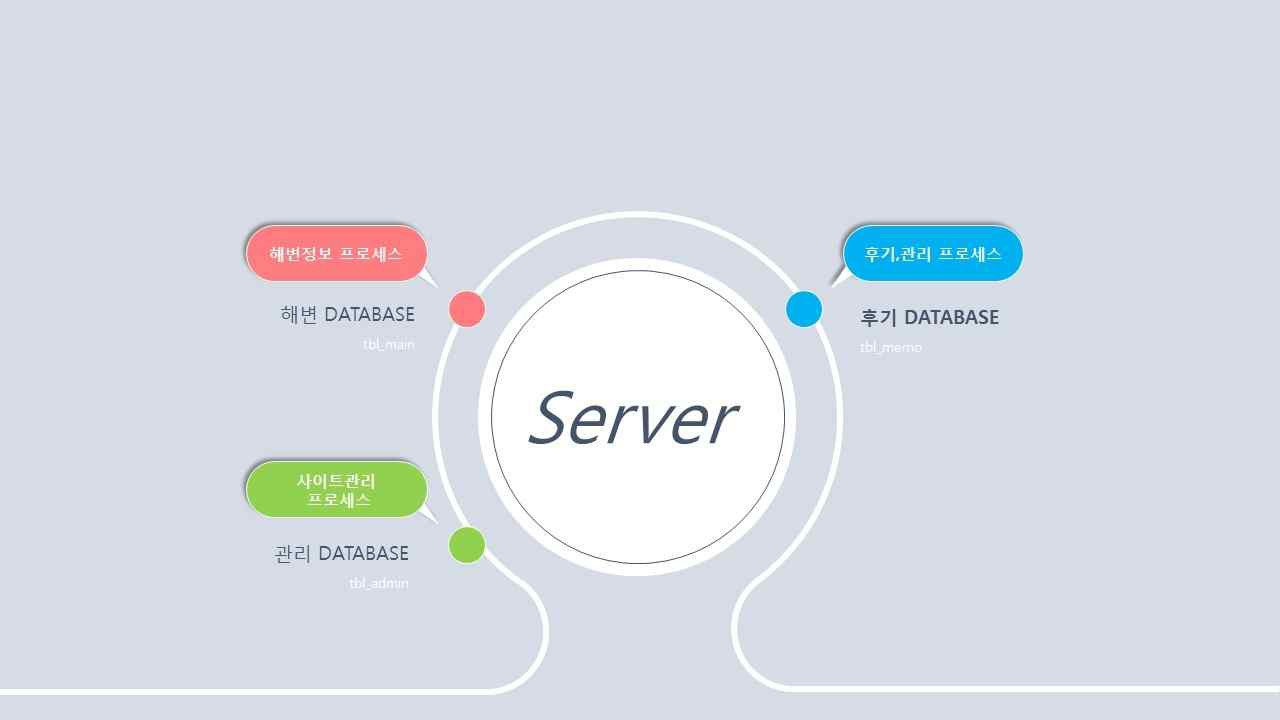 해변정보 프로세스
해변 DATABASE
tbl_main
후기,관리 프로세스
후기 DATABASE
tbl_memo
Server
사이트관리
프로세스
관리 DATABASE
tbl_admin